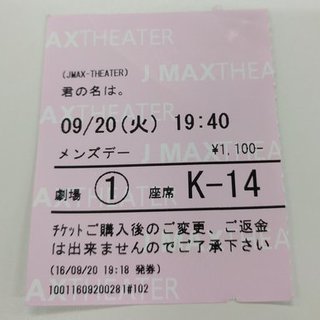 AXTHEATER
J MAXTHEATER
(JMAX-THEATER)
君の名は。
09/20(火) 19:40
メンズデー ¥1,100-
劇場 ① 座席 K-14
チケットご購入後のご変更、ご返金
は出来ませんのでご了承下さい
(16/09/20 19:18 発券)
10011609200281#102